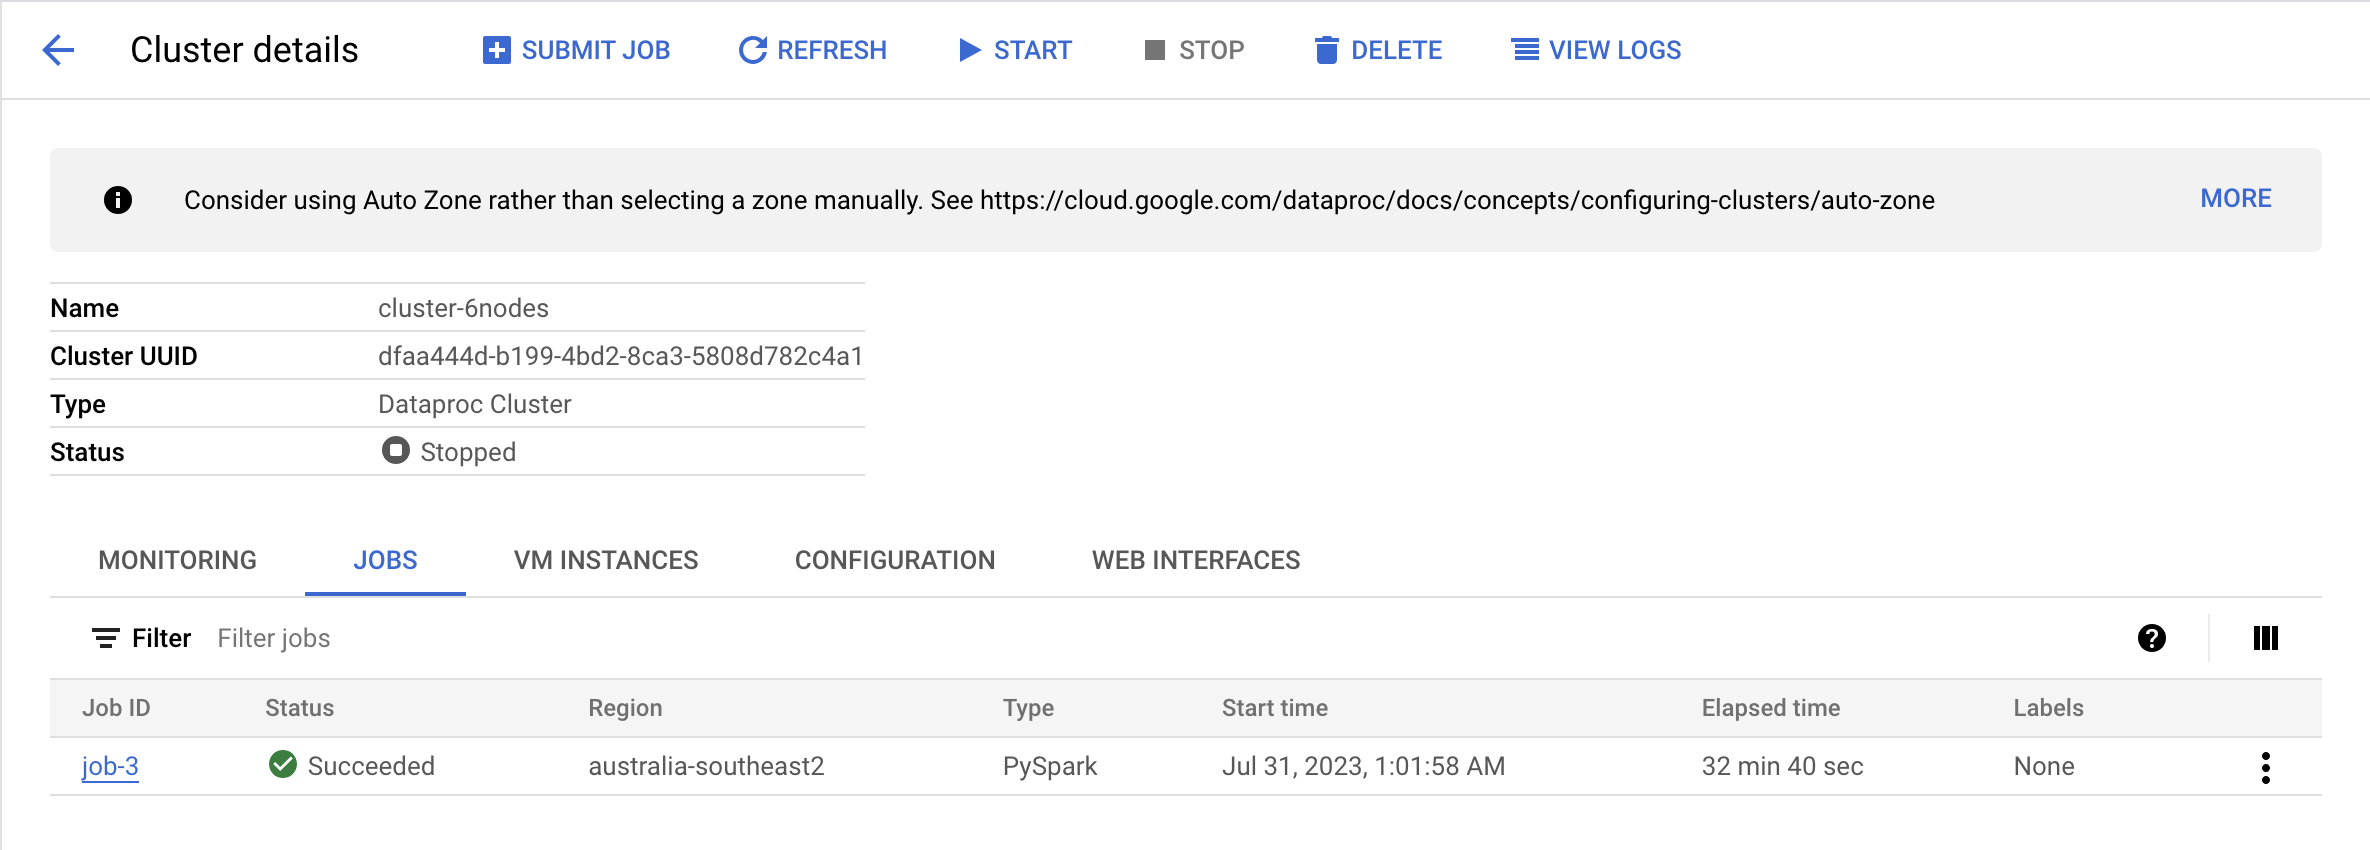 Cluster details SUBMIT JOB REFRESH START STOP DELETE VIEW LOGS
Consider using Auto Zone rather than selecting a zone manually. See https://cloud.google.com/dataproc/docs/concepts/configuring-clusters/auto-zone MORE
Name cluster-6nodes
Cluster UUID dfaa444d-b199-4bd2-8ca3-5808d782c4a1
Type Dataproc Cluster
Status Stopped
MONITORING JOBS VM INSTANCES CONFIGURATION WEB INTERFACES
Filter Filter jobs
Job ID Status Region Type Start time Elapsed time Labels
job-3 Succeeded australia-southeast2 PySpark Jul 31, 2023, 1:01:58 AM 32 min 40 sec None